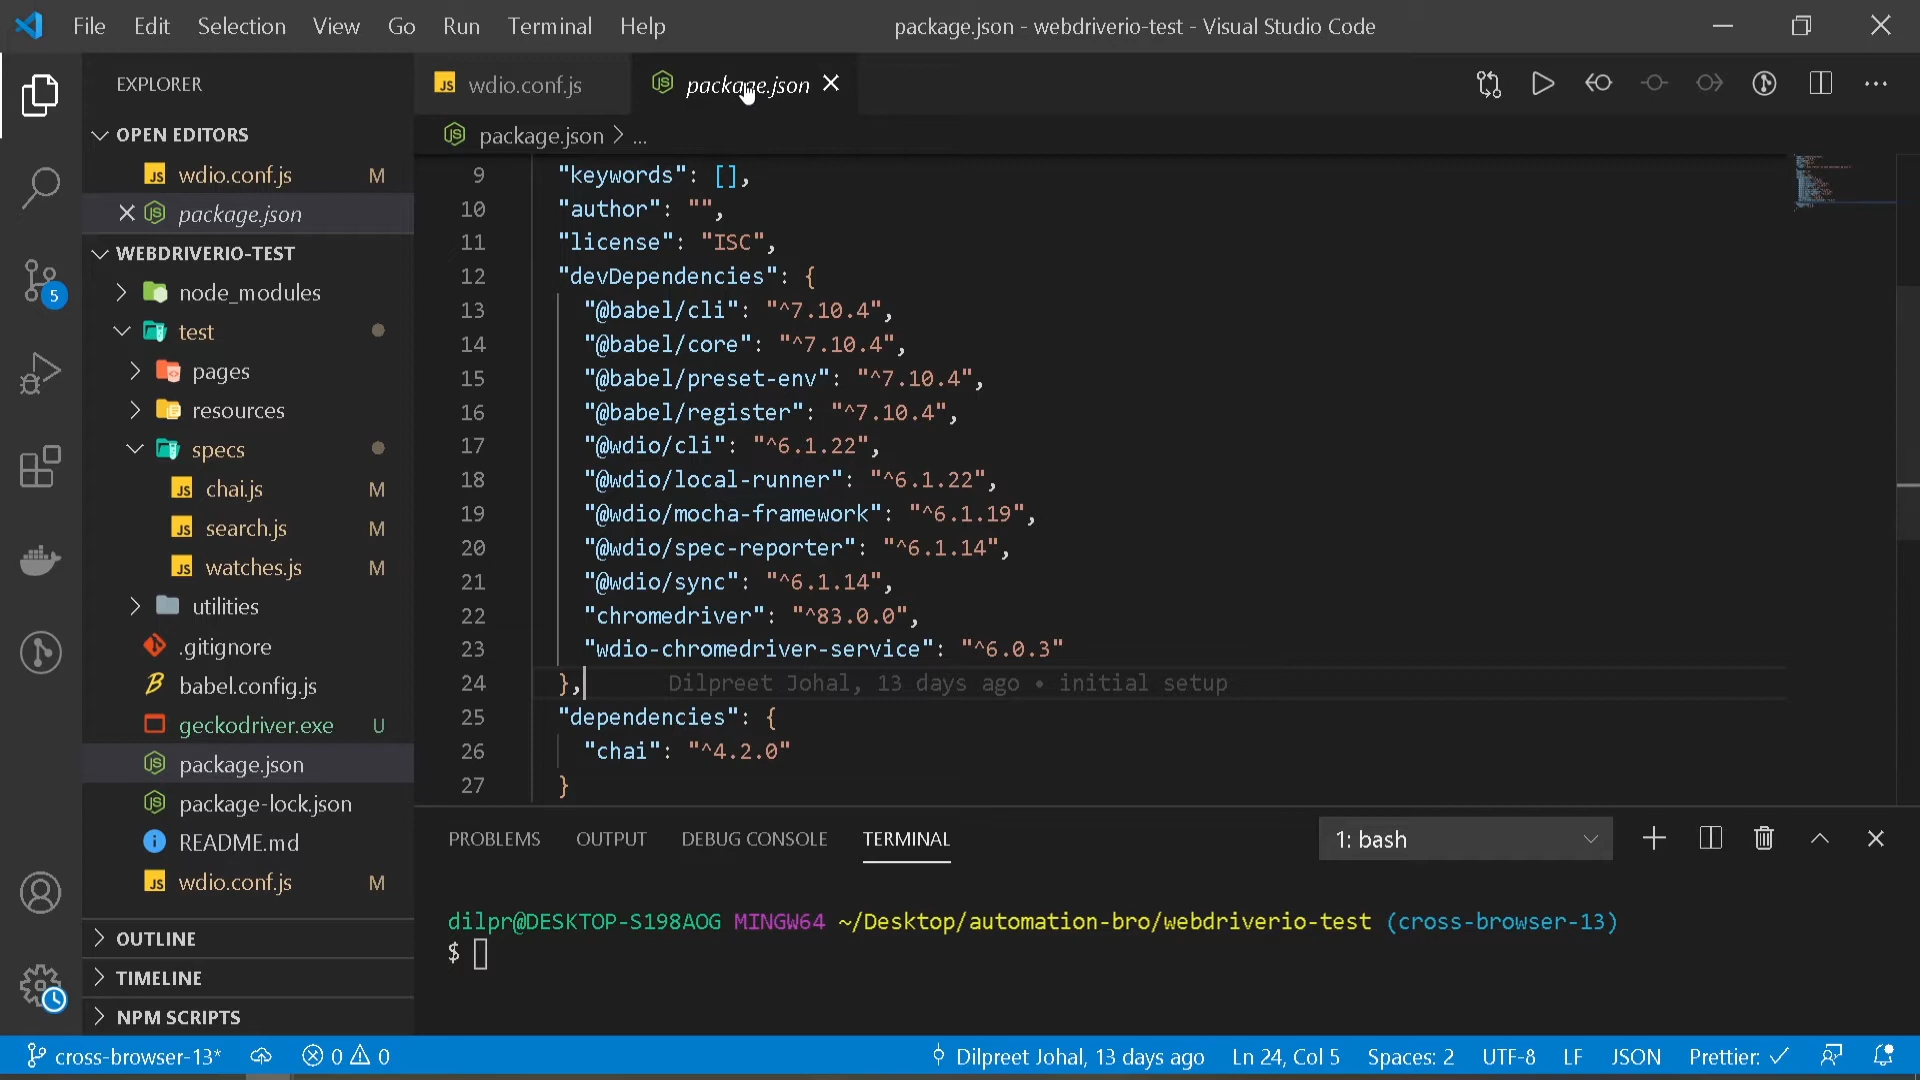 File Edit Selection View Go Run Terminal Help
package.json - webdriverio-test - Visual Studio Code
EXPLORER
OPEN EDITORS
wdio.conf.js M
package.json
WEBDRIVERIO-TEST
node_modules
test
pages
resources
specs
chai.js M
search.js M
watches.js M
utilities
.gitignore
babel.config.js
geckodriver.exe U
package.json
package-lock.json
README.md
wdio.conf.js M
OUTLINE
TIMELINE
NPM SCRIPTS
5
wdio.conf.js
package.json
package.json > ...
9 "keywords": [],
10 "author": "",
11 "license": "ISC",
12 "devDependencies": {
13 "@babel/cli": "^7.10.4",
14 "@babel/core": "^7.10.4",
15 "@babel/preset-env": "^7.10.4",
16 "@babel/register": "^7.10.4",
17 "@wdio/cli": "^6.1.22",
18 "@wdio/local-runner": "^6.1.22",
19 "@wdio/mocha-framework": "^6.1.19",
20 "@wdio/spec-reporter": "^6.1.14",
21 "@wdio/sync": "^6.1.14",
22 "chromedriver": "^83.0.0",
23 "wdio-chromedriver-service": "^6.0.3"
24 }, Dilpreet Johal, 13 days ago • initial setup
25 "dependencies": {
26 "chai": "^4.2.0"
27 }
PROBLEMS OUTPUT DEBUG CONSOLE TERMINAL
1: bash
dilpr@DESKTOP-S198AOG MINGW64 ~/Desktop/automation-bro/webdriverio-test (cross-browser-13)
$
cross-browser-13* 0 0 Dilpreet Johal, 13 days ago Ln 24, Col 5 Spaces: 2 UTF-8 LF JSON Prettier: ✓